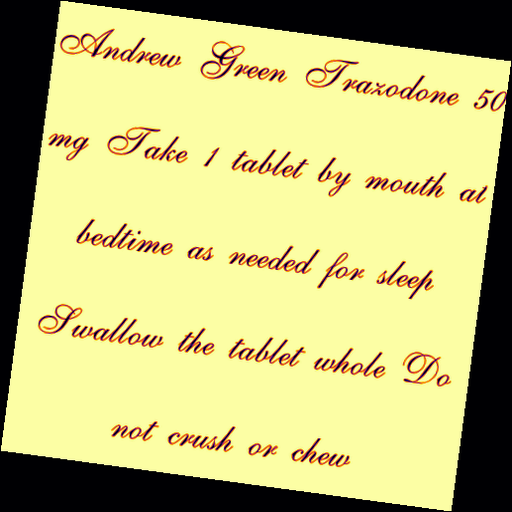 Andrew Green Trazodone 50
mg Take 1 tablet by mouth at
bedtime as needed for sleep
Swallow the tablet whole Do
not crush or chew